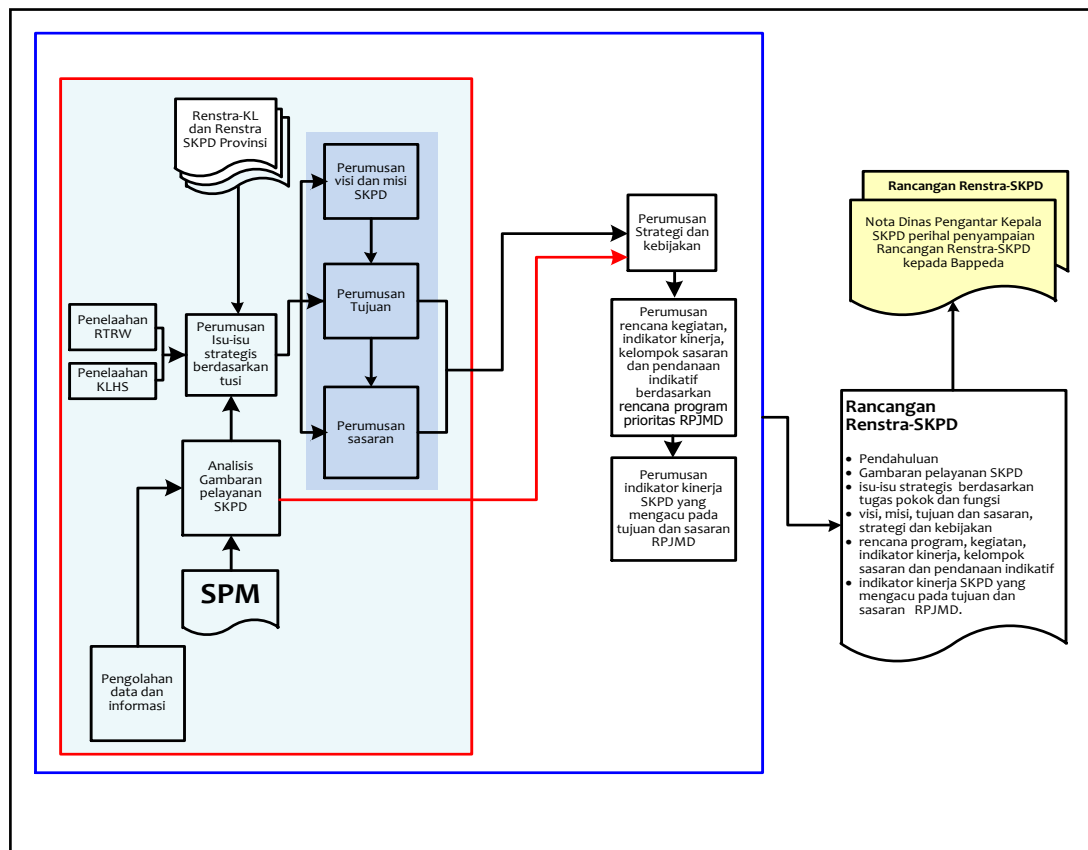 Renstra-KL
dan Renstra
SKPD Provinsi
Perumusan
visi dan misi
SKPD
Perumusan
Tujuan
Perumusan
sasaran
Penelaahan
RTRW
Penelaahan
KLHS
Perumusan
Isu-isu
strategis
berdasarkan
tusi
Analisis
Gambaran
pelayanan
SKPD
SPM
Pengolahan
data dan
informasi
Perumusan
Strategi dan
kebijakan
Perumusan
rencana kegiatan,
indikator kinerja,
kelompok sasaran
dan pendanaan
indikatif
berdasarkan
rencana program
prioritas RPJMD
Perumusan
indikator kinerja
SKPD yang
mengacu pada
tujuan dan sasaran
RPJMD
Rancangan Renstra-SKPD
Nota Dinas Pengantar Kepala
SKPD perihal penyampaian
Rancangan Renstra-SKPD
kepada Bappeda
Rancangan
Renstra-SKPD
• Pendahuluan
• Gambaran pelayanan SKPD
• isu-isu strategis berdasarkan
tugas pokok dan fungsi
• visi, misi, tujuan dan sasaran,
strategi dan kebijakan
• rencana program, kegiatan,
indikator kinerja, kelompok
sasaran dan pendanaan indikatif
• indikator kinerja SKPD yang
mengacu pada tujuan dan
sasaran RPJMD.